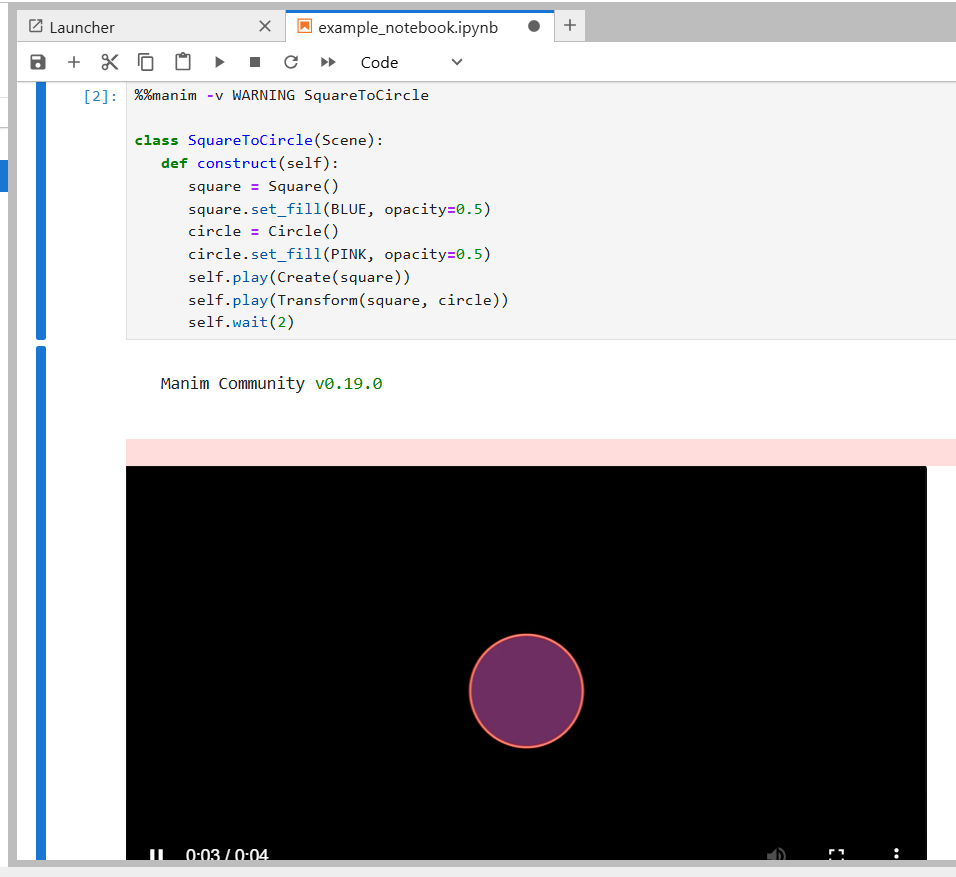 Launcher
example_notebook.ipynb
Code
[2]: %%manim -v WARNING SquareToCircle
class SquareToCircle(Scene):
   def construct(self):
      square = Square()
      square.set_fill(BLUE, opacity=0.5)
      circle = Circle()
      circle.set_fill(PINK, opacity=0.5)
      self.play(Create(square))
      self.play(Transform(square, circle))
      self.wait(2)
Manim Community v0.19.0
0:03 / 0:04